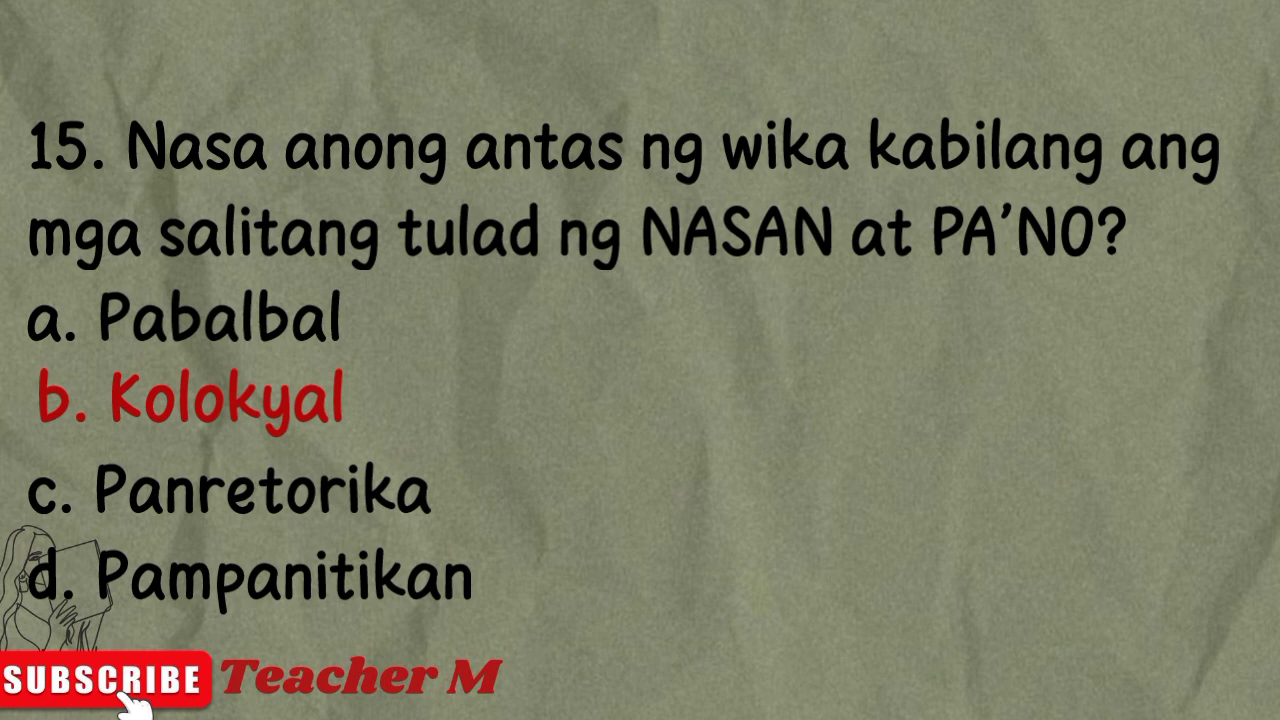 15. Nasa anong antas ng wika kabilang ang
mga salitang tulad ng NASAN at PA'NO?
a. Pabalbal
b. Kolokyal
c. Panretorika
d. Pampanitikan
SUBSCRIBE Teacher M